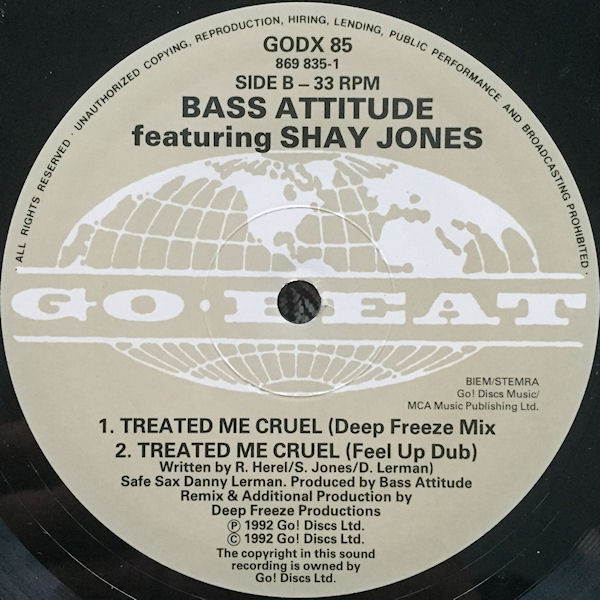 ALL RIGHTS RESERVED · UNAUTHORIZED COPYING, REPRODUCTION, HIRING, LENDING, PUBLIC PERFORMANCE AND BROADCASTING PROHIBITED ·
GODX 85
869 835-1
SIDE B – 33 RPM
BASS ATTITUDE
featuring SHAY JONES
GO · BEAT
BIEM/STEMRA
Go! Discs Music/
MCA Music Publishing Ltd.
1. TREATED ME CRUEL (Deep Freeze Mix
2. TREATED ME CRUEL (Feel Up Dub)
Written by R. Herel/S. Jones/D. Lerman)
Safe Sax Danny Lerman. Produced by Bass Attitude
Remix & Additional Production by
Deep Freeze Productions
Ⓟ 1992 Go! Discs Ltd.
© 1992 Go! Discs Ltd.
The copyright in this sound
recording is owned by
Go! Discs Ltd.